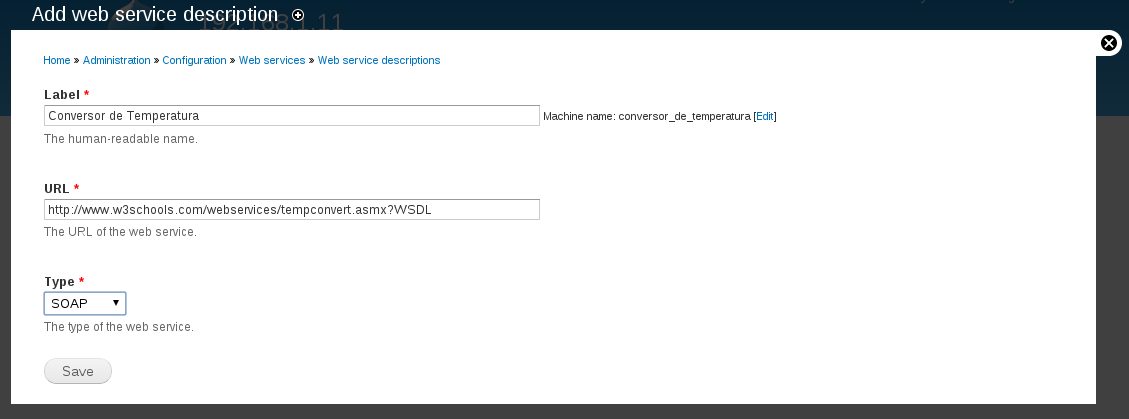 Add web service description
192.168.1.11
Home » Administration » Configuration » Web services » Web service descriptions
Label *
Conversor de Temperatura Machine name: conversor_de_temperatura [Edit]
The human-readable name.
URL *
http://www.w3schools.com/webservices/tempconvert.asmx?WSDL
The URL of the web service.
Type *
SOAP
The type of the web service.
Save